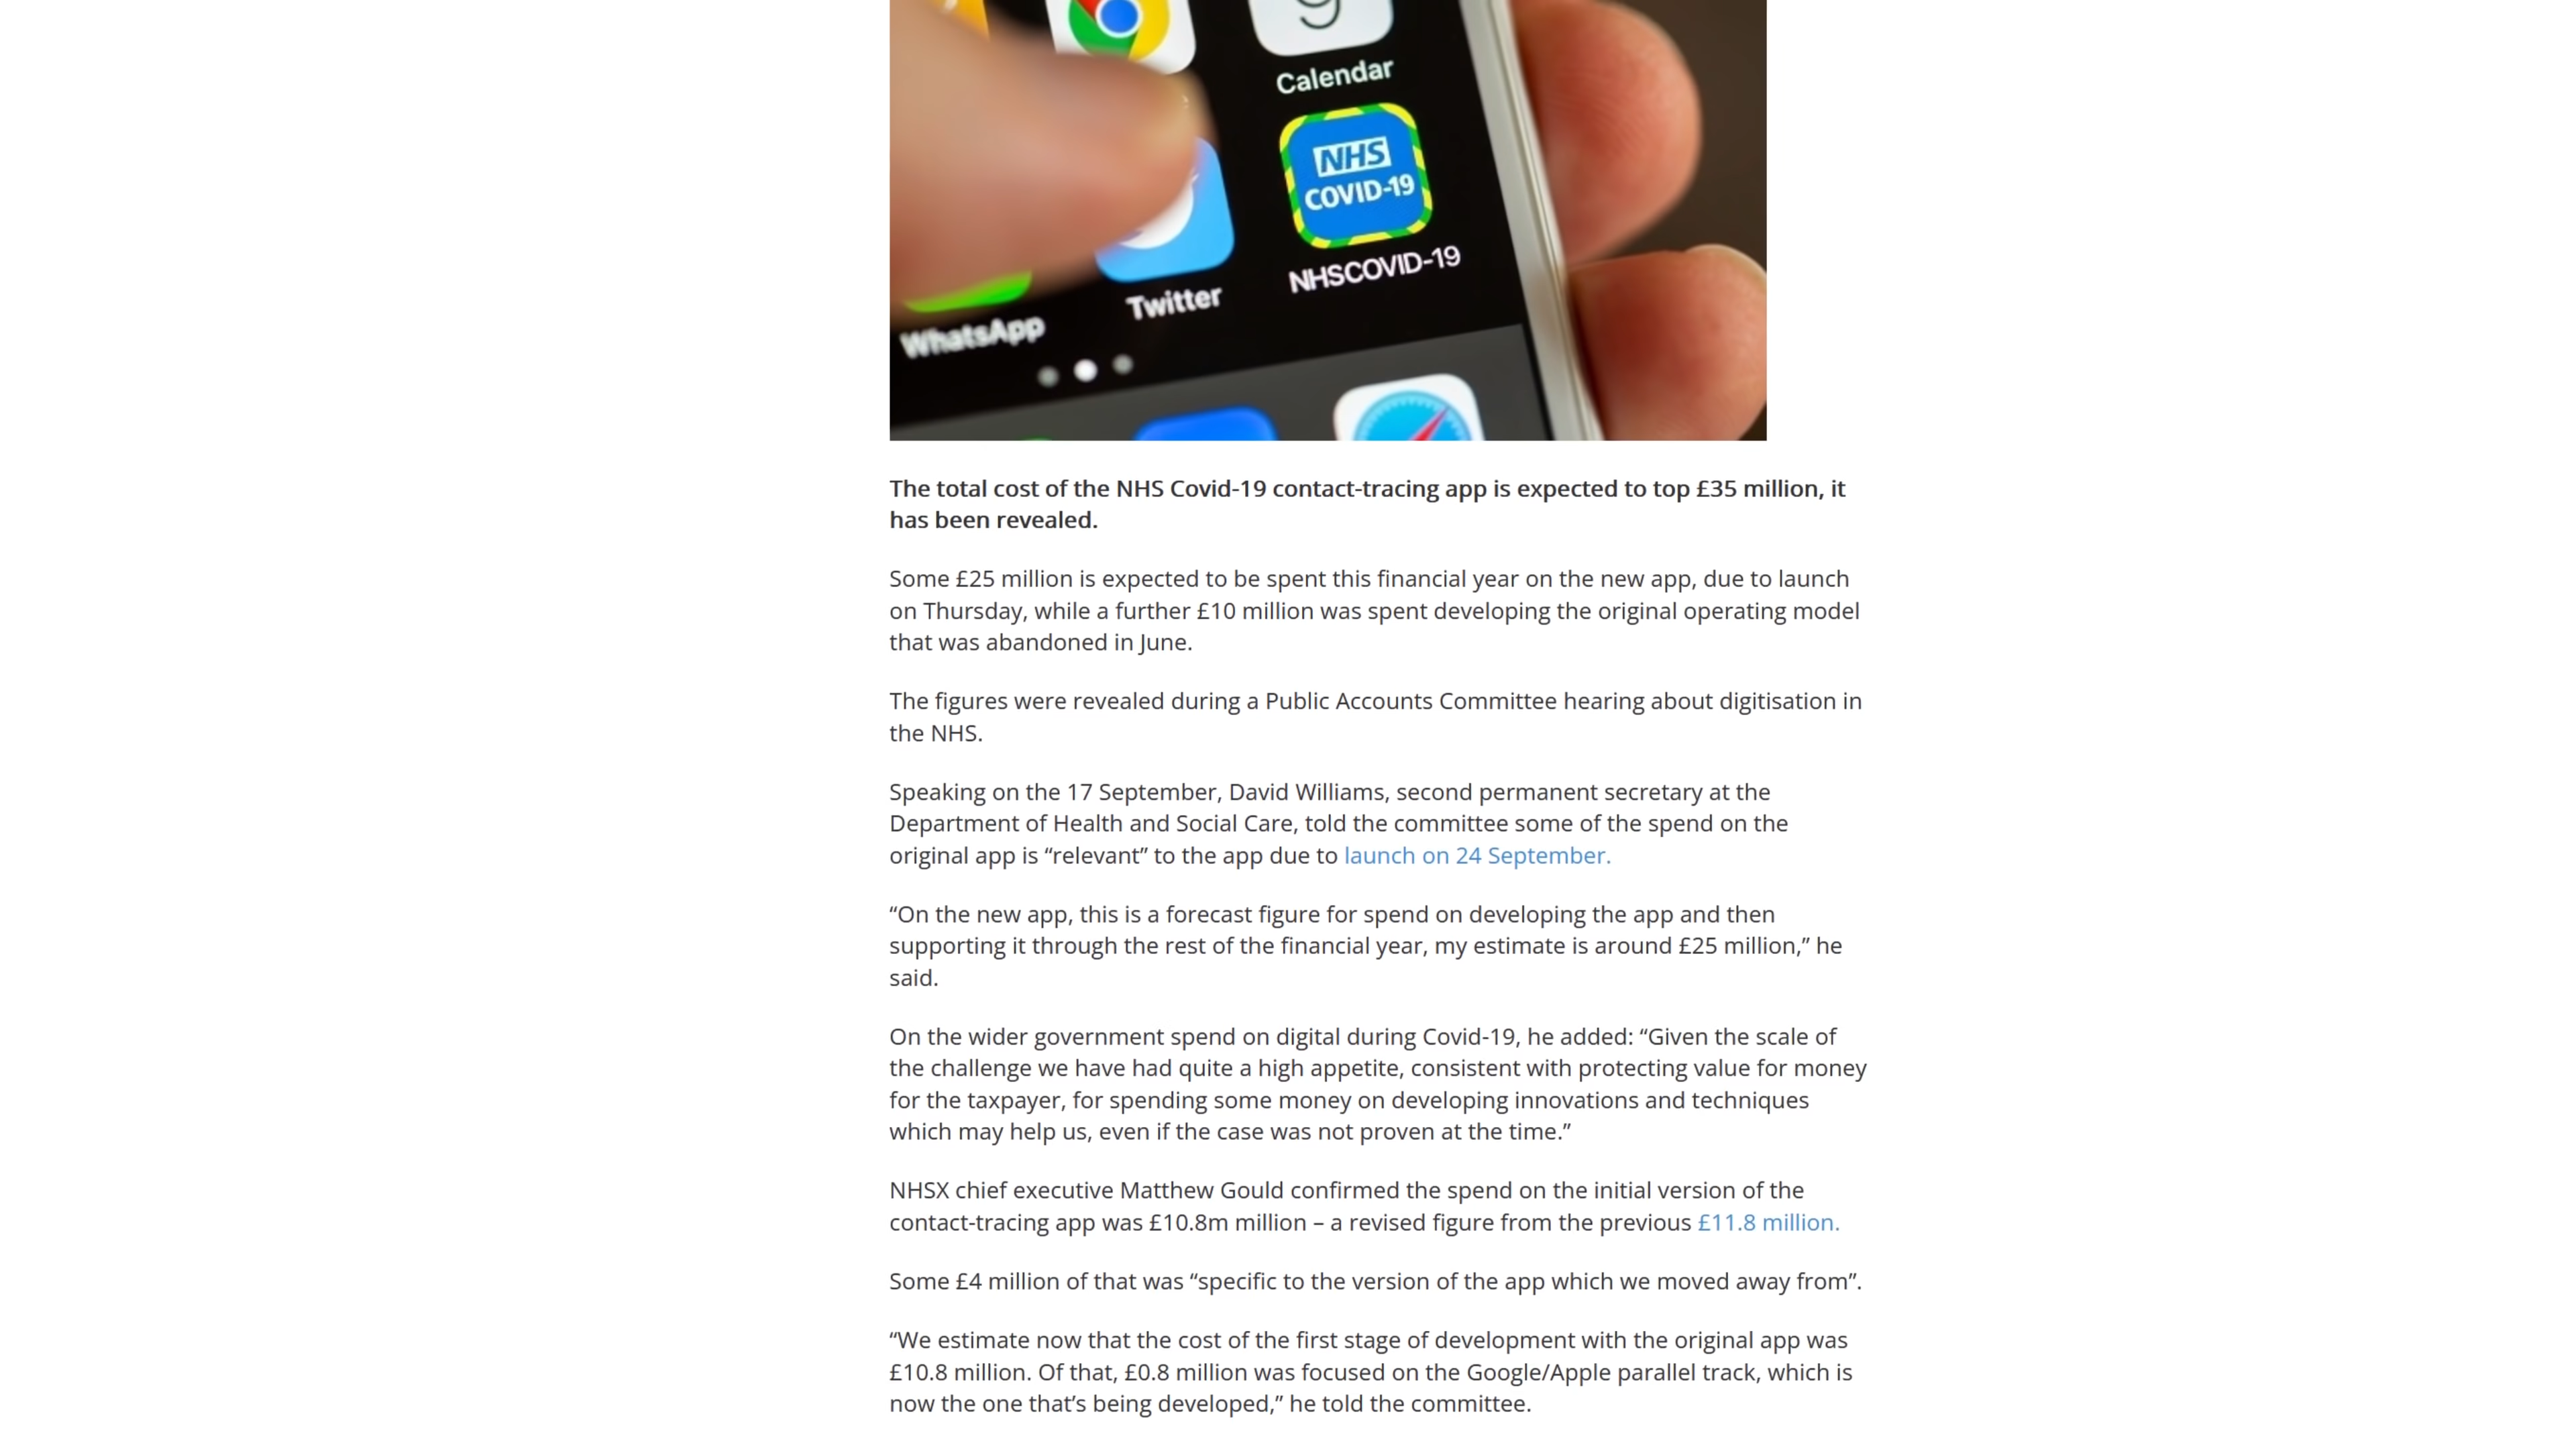 9
Calendar
NHS
COVID-19
WhatsApp
Twitter
NHSCOVID-19
The total cost of the NHS Covid-19 contact-tracing app is expected to top £35 million, it
has been revealed.
Some £25 million is expected to be spent this financial year on the new app, due to launch
on Thursday, while a further £10 million was spent developing the original operating model
that was abandoned in June.
The figures were revealed during a Public Accounts Committee hearing about digitisation in
the NHS.
Speaking on the 17 September, David Williams, second permanent secretary at the
Department of Health and Social Care, told the committee some of the spend on the
original app is “relevant” to the app due to launch on 24 September.
“On the new app, this is a forecast figure for spend on developing the app and then
supporting it through the rest of the financial year, my estimate is around £25 million,” he
said.
On the wider government spend on digital during Covid-19, he added: “Given the scale of
the challenge we have had quite a high appetite, consistent with protecting value for money
for the taxpayer, for spending some money on developing innovations and techniques
which may help us, even if the case was not proven at the time.”
NHSX chief executive Matthew Gould confirmed the spend on the initial version of the
contact-tracing app was £10.8m million – a revised figure from the previous £11.8 million.
Some £4 million of that was “specific to the version of the app which we moved away from”.
“We estimate now that the cost of the first stage of development with the original app was
£10.8 million. Of that, £0.8 million was focused on the Google/Apple parallel track, which is
now the one that’s being developed,” he told the committee.